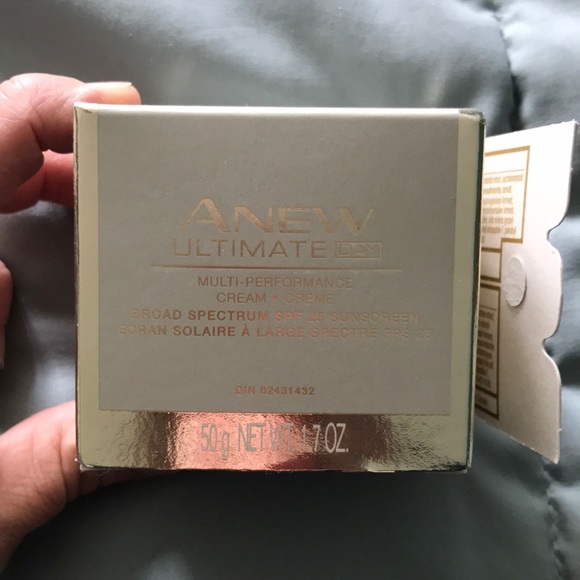 ANEW
ULTIMATE DAY
MULTI-PERFORMANCE
CREAM • CRÈME
BROAD SPECTRUM SPF 25 SUNSCREEN
ÉCRAN SOLAIRE À LARGE SPECTRE FPS 25
DIN 02431432
50 g NET WT. 1.7 OZ.